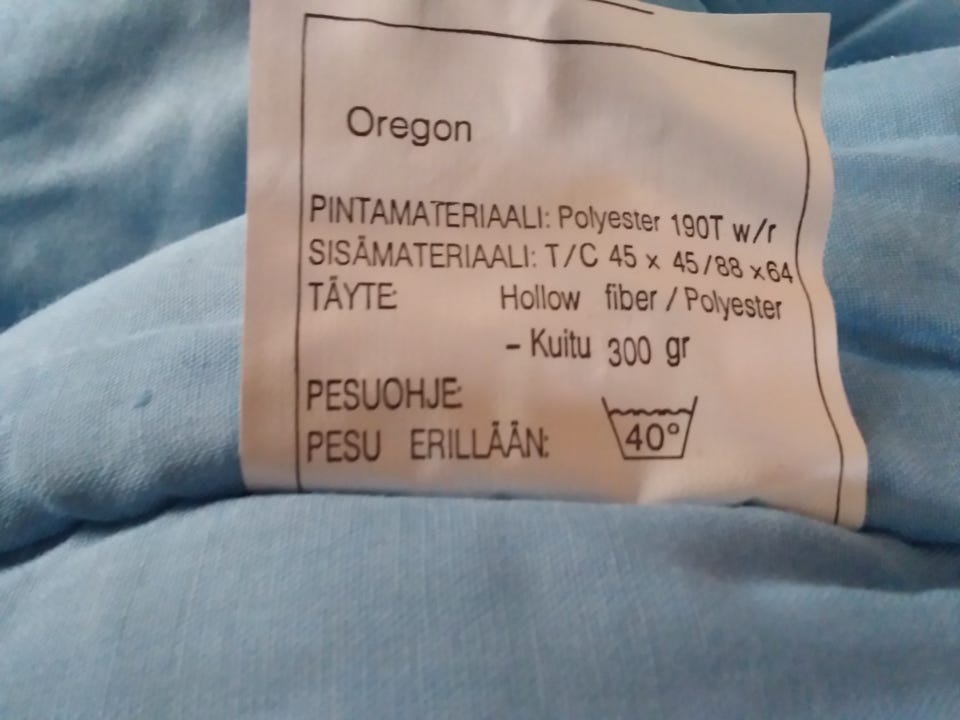 Oregon
PINTAMATERIAALI: Polyester 190T w/r
SISÄMATERIAALI: T/C 45 x 45/88 x64
TÄYTE: Hollow fiber / Polyester
- Kuitu 300 gr
PESUOHJE:
PESU ERILLÄÄN: 40°